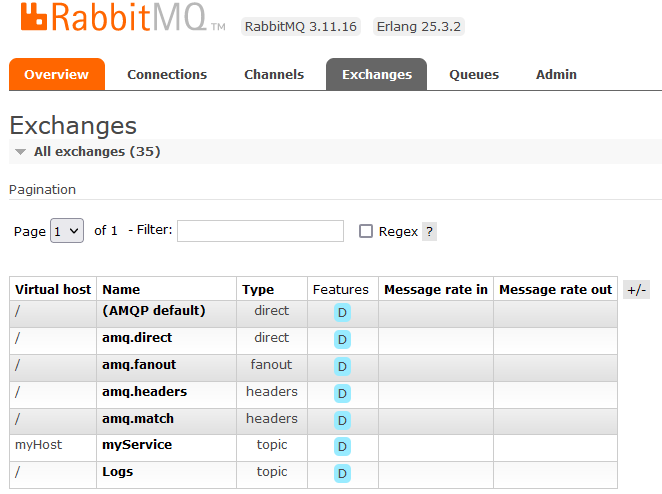 RabbitMQ TM RabbitMQ 3.11.16 Erlang 25.3.2
Overview Connections Channels Exchanges Queues Admin
Exchanges
All exchanges (35)
Pagination
Page 1 of 1 - Filter: Regex ?
Virtual host Name Type Features Message rate in Message rate out +/-
/ (AMQP default) direct D
/ amq.direct direct D
/ amq.fanout fanout D
/ amq.headers headers D
/ amq.match headers D
myHost myService topic D
/ Logs topic D